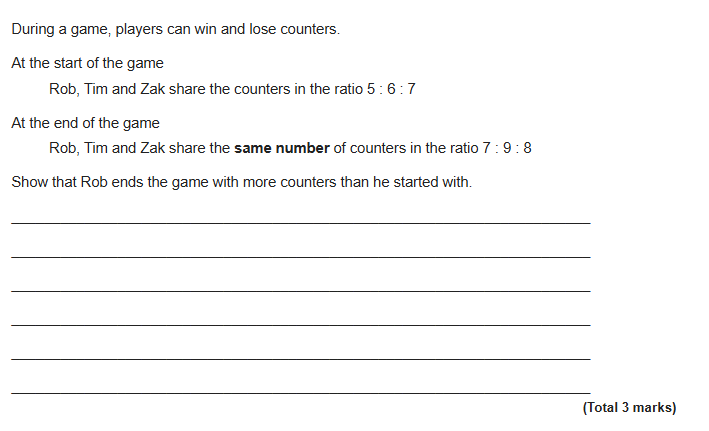 During a game, players can win and lose counters.
At the start of the game
Rob, Tim and Zak share the counters in the ratio 5 : 6 : 7
At the end of the game
Rob, Tim and Zak share the same number of counters in the ratio 7 : 9 : 8
Show that Rob ends the game with more counters than he started with.
(Total 3 marks)